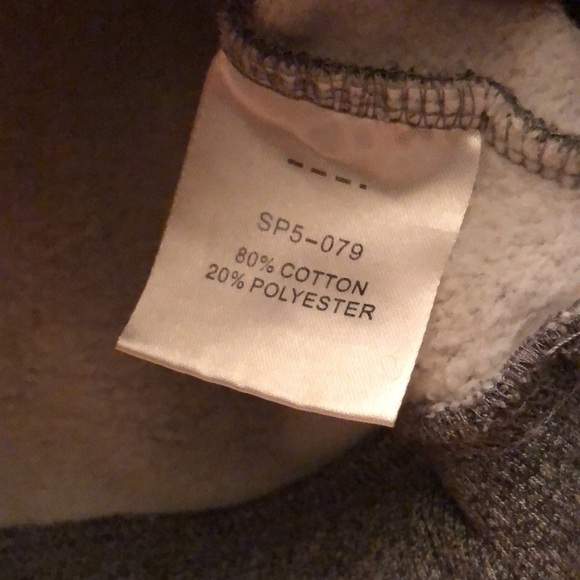 SP5-079
80% COTTON
20% POLYESTER